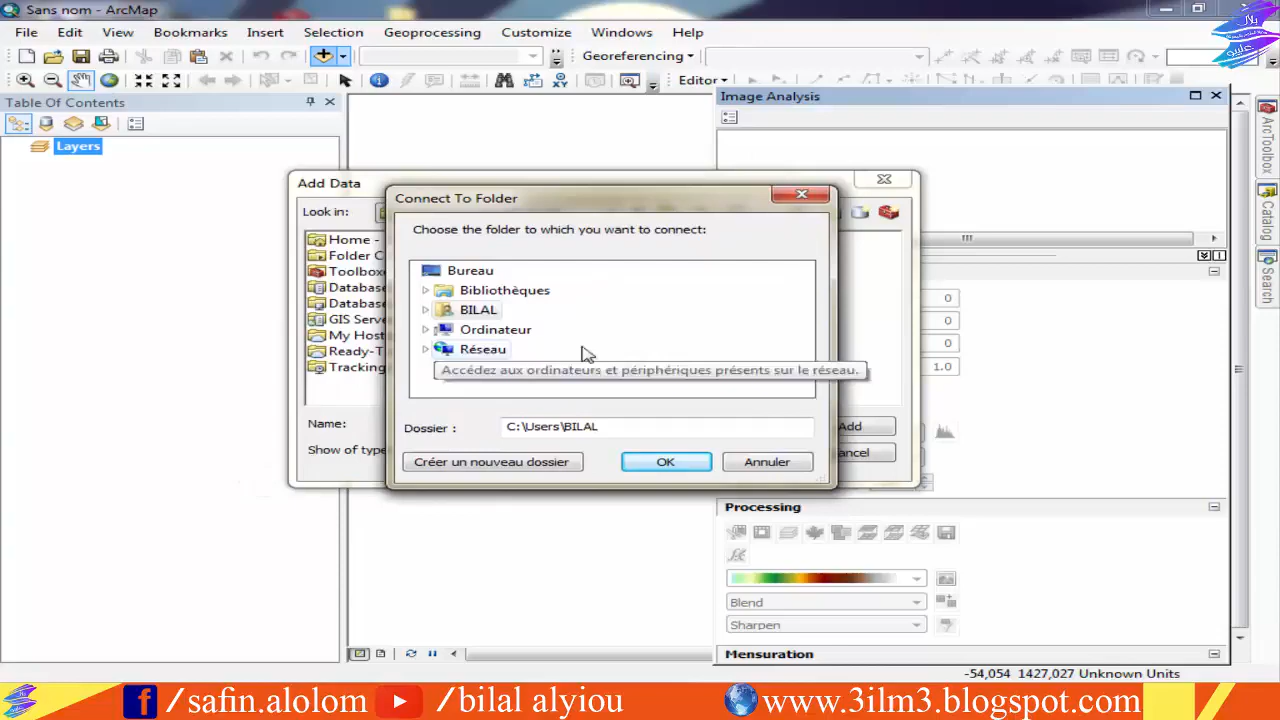 Sans nom - ArcMap
File Edit View Bookmarks Insert Selection Geoprocessing Customize Windows Help
Georeferencing
Editor
Table Of Contents
Layers
Image Analysis
ArcToolbox
Catalog
Search
Add Data
Look in:
Home -
Folder C
Toolbox
Database
Database
GIS Serve
My Host
Ready-T
Tracking
Name:
Show of type
Add
ancel
Connect To Folder
Choose the folder to which you want to connect:
Bureau
Bibliothèques
BILAL
Ordinateur
Réseau
Accédez aux ordinateurs et périphériques présents sur le réseau.
Dossier : C:\Users\BILAL
Créer un nouveau dossier OK Annuler
0
0
0
1.0
Processing
Blend
Sharpen
Mensuration
-54,054 1427,027 Unknown Units
/safin.alolom /bilal alyiou www.3ilm3.blogspot.com